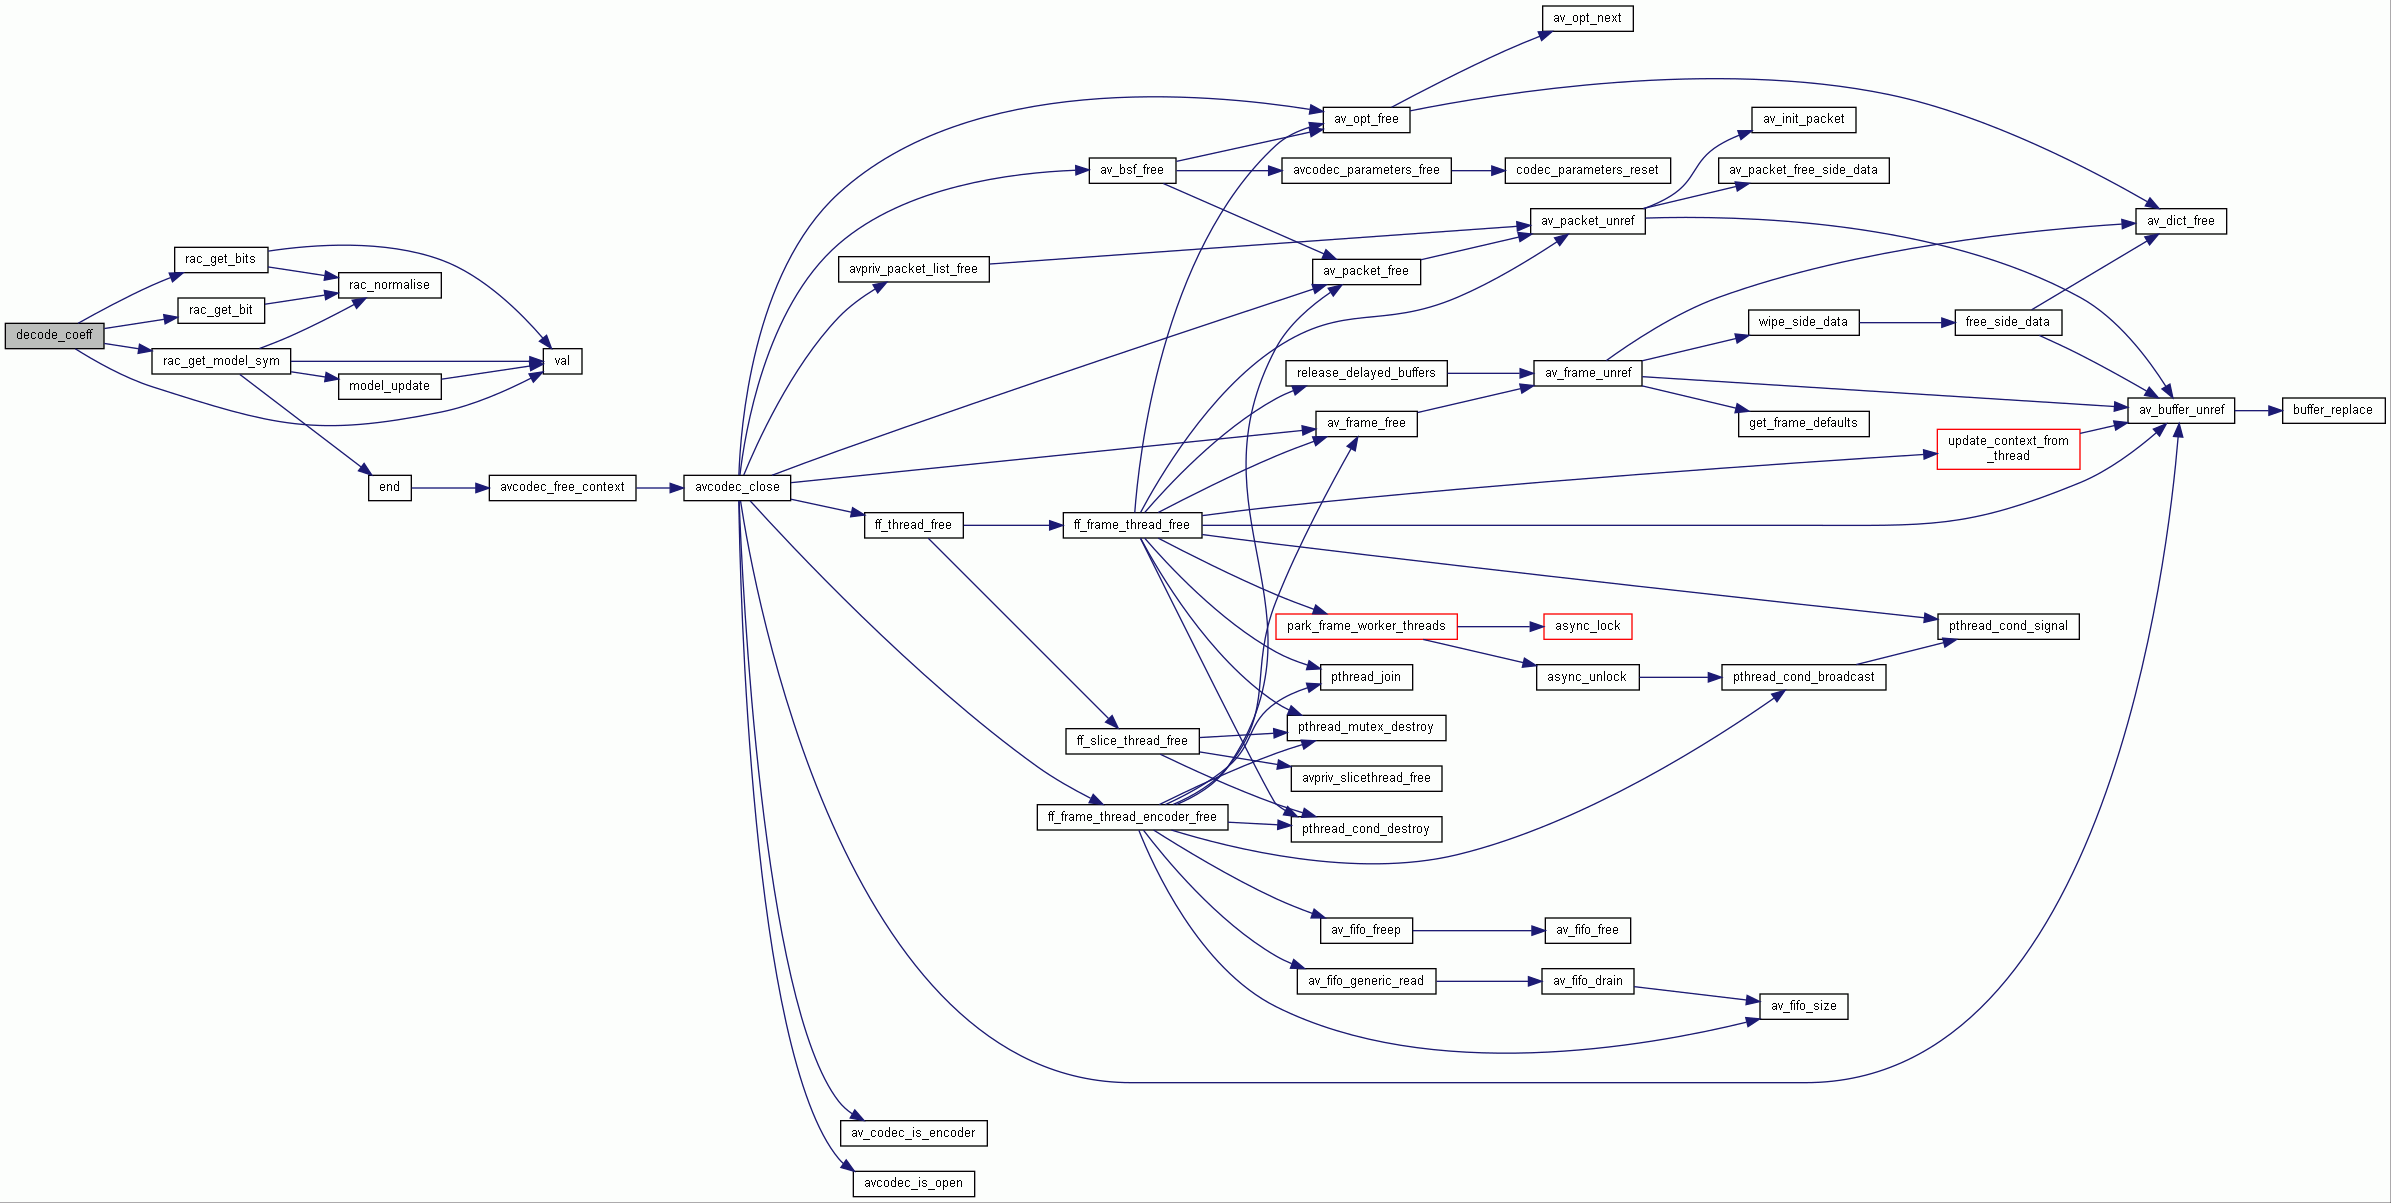 av_opt_next
av_opt_free
av_init_packet
av_bsf_free
avcodec_parameters_free
codec_parameters_reset
av_packet_free_side_data
av_packet_unref
av_dict_free
rac_get_bits
avpriv_packet_list_free
av_packet_free
rac_normalise
rac_get_bit
decode_coeff
wipe_side_data
free_side_data
rac_get_model_sym
val
model_update
release_delayed_buffers
av_frame_unref
av_frame_free
get_frame_defaults
av_buffer_unref
buffer_replace
update_context_from
_thread
end
avcodec_free_context
avcodec_close
ff_thread_free
ff_frame_thread_free
park_frame_worker_threads
async_lock
pthread_cond_signal
pthread_join
async_unlock
pthread_cond_broadcast
pthread_mutex_destroy
ff_slice_thread_free
avpriv_slicethread_free
ff_frame_thread_encoder_free
pthread_cond_destroy
av_fifo_freep
av_fifo_free
av_fifo_generic_read
av_fifo_drain
av_fifo_size
av_codec_is_encoder
avcodec_is_open